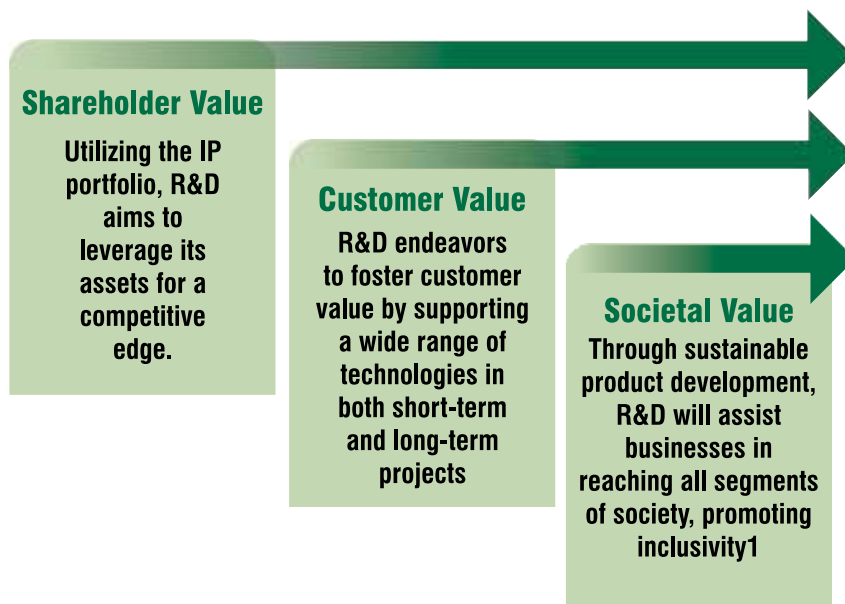 Shareholder Value
Utilizing the IP
portfolio, R&D
aims to
leverage its
assets for a
competitive
edge.
Customer Value
R&D endeavors
to foster customer
value by supporting
a wide range of
technologies in
both short-term
and long-term
projects
Societal Value
Through sustainable
product development,
R&D will assist
businesses in
reaching all segments
of society, promoting
inclusivity1